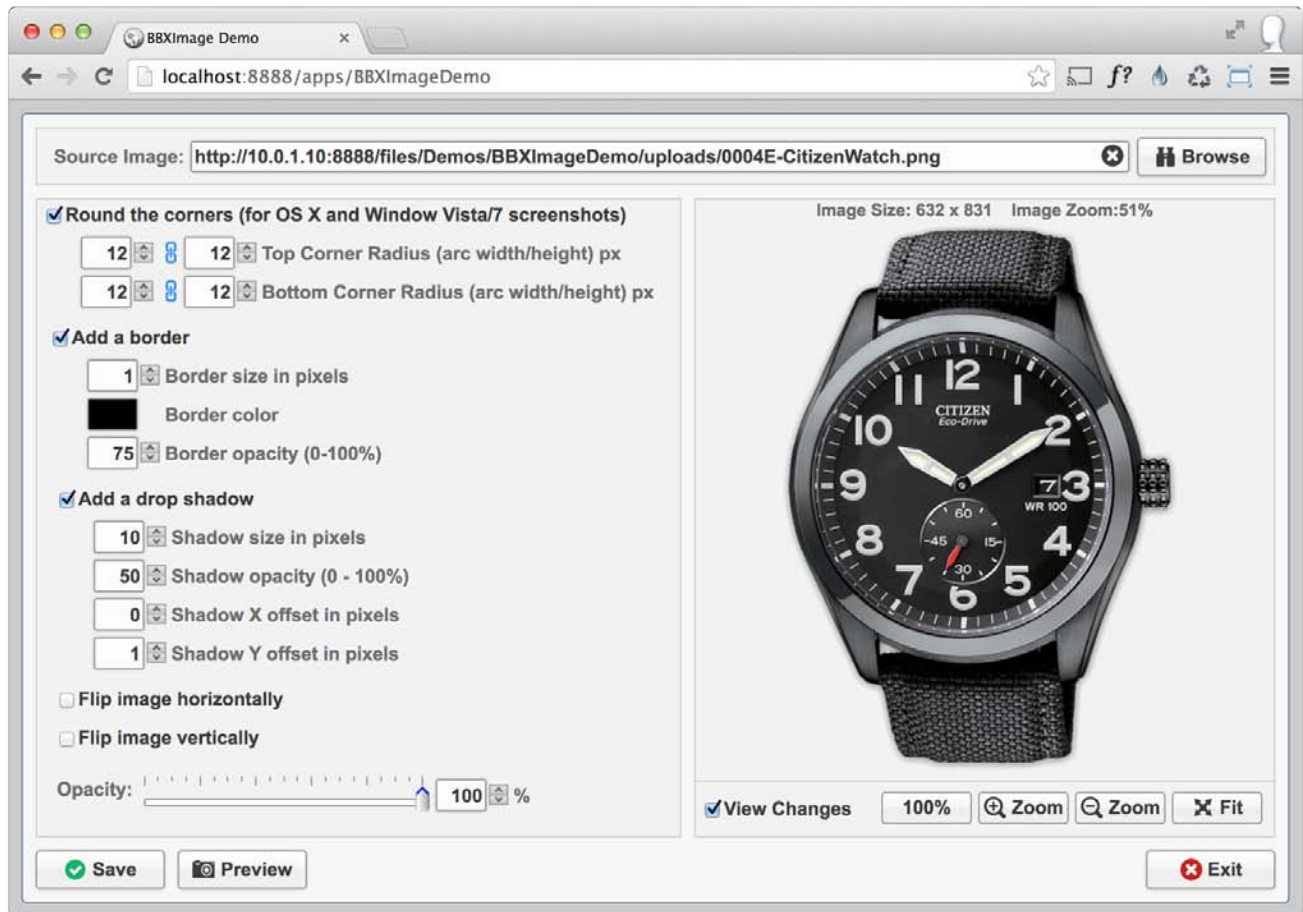 BBXImage Demo
localhost:8888/apps/BBXImageDemo
f?
Source Image: http://10.0.1.10:8888/files/Demos/BBXImageDemo/uploads/0004E-CitizenWatch.png Browse
Round the corners (for OS X and Window Vista/7 screenshots)
12 12 Top Corner Radius (arc width/height) px
12 12 Bottom Corner Radius (arc width/height) px
Add a border
1 Border size in pixels
Border color
75 Border opacity (0-100%)
Add a drop shadow
10 Shadow size in pixels
50 Shadow opacity (0 - 100%)
0 Shadow X offset in pixels
1 Shadow Y offset in pixels
Flip image horizontally
Flip image vertically
Opacity: 100 %
Image Size: 632 x 831 Image Zoom:51%
12
11 1
CITIZEN
Eco-Drive
10 2
9 7 3
WR 100
60
8 45 15 4
30
7 5
6
View Changes 100% Zoom Zoom Fit
Save Preview Exit